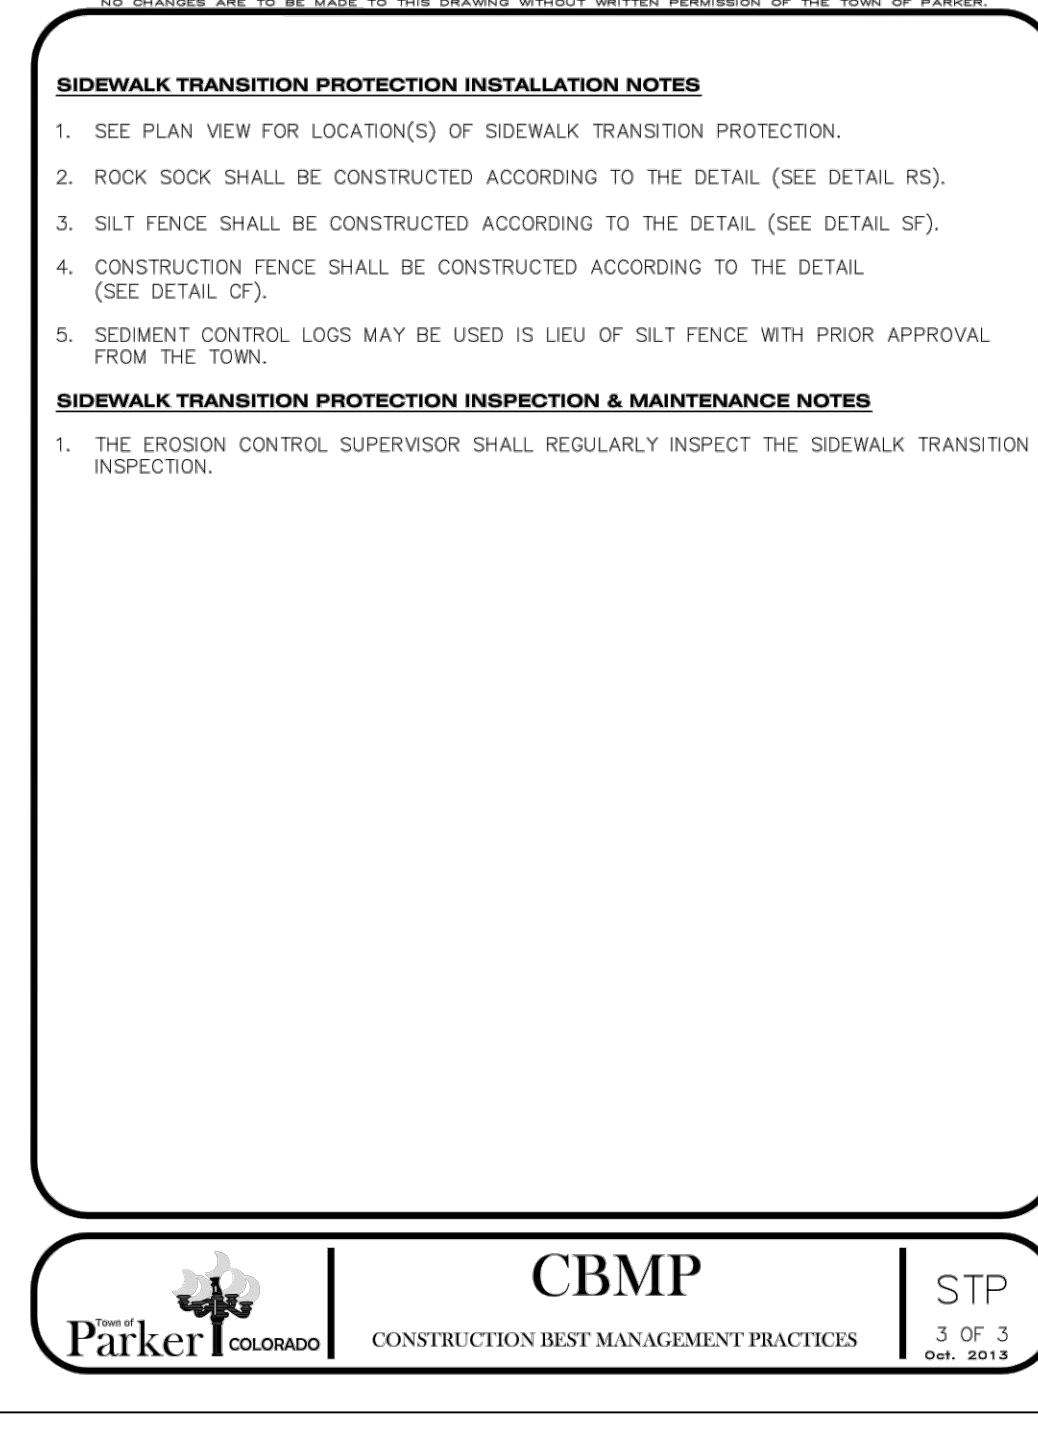 NO CHANGES ARE TO BE MADE TO THIS DRAWING WITHOUT WRITTEN PERMISSION OF THE TOWN OF PARKER.
SIDEWALK TRANSITION PROTECTION INSTALLATION NOTES
1. SEE PLAN VIEW FOR LOCATION(S) OF SIDEWALK TRANSITION PROTECTION.
2. ROCK SOCK SHALL BE CONSTRUCTED ACCORDING TO THE DETAIL (SEE DETAIL RS).
3. SILT FENCE SHALL BE CONSTRUCTED ACCORDING TO THE DETAIL (SEE DETAIL SF).
4. CONSTRUCTION FENCE SHALL BE CONSTRUCTED ACCORDING TO THE DETAIL
(SEE DETAIL CF).
5. SEDIMENT CONTROL LOGS MAY BE USED IS LIEU OF SILT FENCE WITH PRIOR APPROVAL
FROM THE TOWN.
SIDEWALK TRANSITION PROTECTION INSPECTION & MAINTENANCE NOTES
1. THE EROSION CONTROL SUPERVISOR SHALL REGULARLY INSPECT THE SIDEWALK TRANSITION
INSPECTION.
Town of
Parker
COLORADO
CBMP
CONSTRUCTION BEST MANAGEMENT PRACTICES
STP
3 OF 3
Oct. 2013